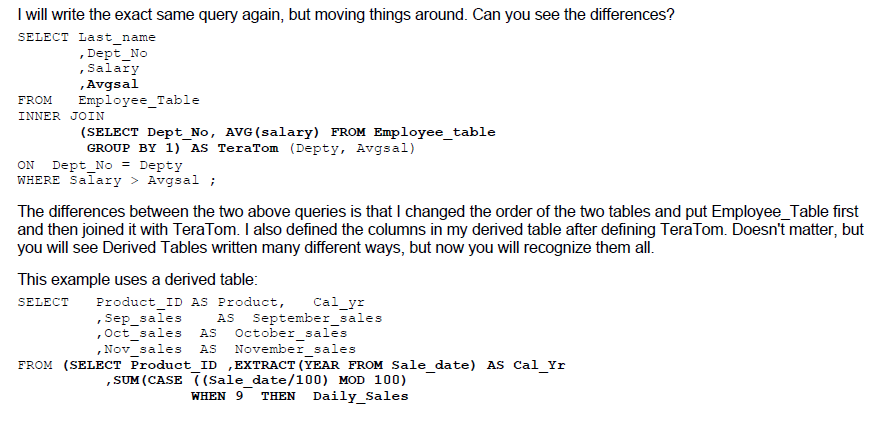 I will write the exact same query again, but moving things around. Can you see the differences?
SELECT Last_name
,Dept_No
,Salary
,Avgsal
FROM Employee_Table
INNER JOIN
(SELECT Dept_No, AVG(salary) FROM Employee_table
GROUP BY 1) AS TeraTom (Depty, Avgsal)
ON Dept_No = Depty
WHERE Salary > Avgsal ;
The differences between the two above queries is that I changed the order of the two tables and put Employee_Table first
and then joined it with TeraTom. I also defined the columns in my derived table after defining TeraTom. Doesn't matter, but
you will see Derived Tables written many different ways, but now you will recognize them all.
This example uses a derived table:
SELECT Product_ID AS Product, Cal_yr
,Sep_sales AS September_sales
,Oct_sales AS October_sales
,Nov_sales AS November_sales
FROM (SELECT Product_ID ,EXTRACT(YEAR FROM Sale_date) AS Cal_Yr
,SUM(CASE ((Sale_date/100) MOD 100)
WHEN 9 THEN Daily_Sales